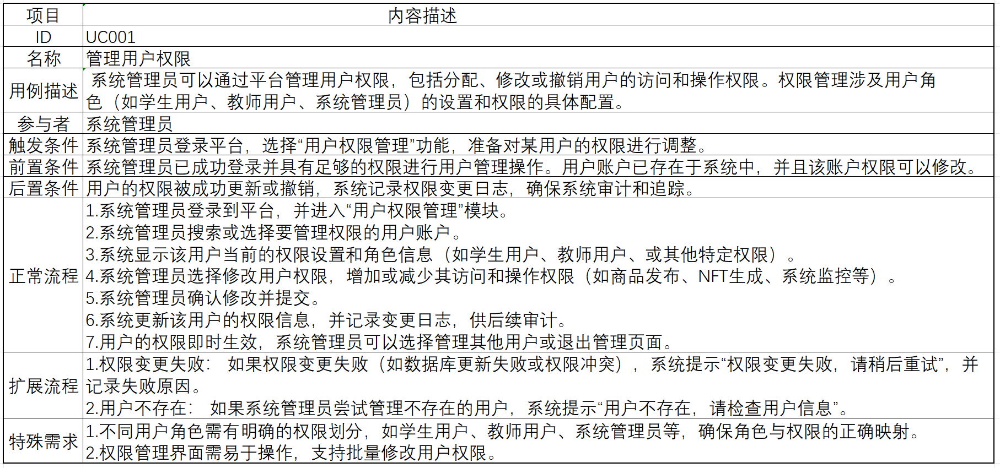 项目 内容描述
ID UC001
名称 管理用户权限
用例描述 系统管理员可以通过平台管理用户权限，包括分配、修改或撤销用户的访问和操作权限。权限管理涉及用户角
色（如学生用户、教师用户、系统管理员）的设置和权限的具体配置。
参与者 系统管理员
触发条件 系统管理员登录平台，选择“用户权限管理”功能，准备对某用户的权限进行调整。
前置条件 系统管理员已成功登录并具有足够的权限进行用户管理操作。用户账户已存在于系统中，并且该账户权限可以修改。
后置条件 用户的权限被成功更新或撤销，系统记录权限变更日志，确保系统审计和追踪。
正常流程 1.系统管理员登录到平台，并进入“用户权限管理”模块。
2.系统管理员搜索或选择要管理权限的用户账户。
3.系统显示该用户当前的权限设置和角色信息（如学生用户、教师用户、或其他特定权限）。
4.系统管理员选择修改用户权限，增加或减少其访问和操作权限（如商品发布、NFT生成、系统监控等）。
5.系统管理员确认修改并提交。
6.系统更新该用户的权限信息，并记录变更日志，供后续审计。
7.用户的权限即时生效，系统管理员可以选择管理其他用户或退出管理页面。
扩展流程 1.权限变更失败： 如果权限变更失败（如数据库更新失败或权限冲突），系统提示“权限变更失败，请稍后重试”，并
记录失败原因。
2.用户不存在： 如果系统管理员尝试管理不存在的用户，系统提示“用户不存在，请检查用户信息”。
特殊需求 1.不同用户角色需有明确的权限划分，如学生用户、教师用户、系统管理员等，确保角色与权限的正确映射。
2.权限管理界面需易于操作，支持批量修改用户权限。